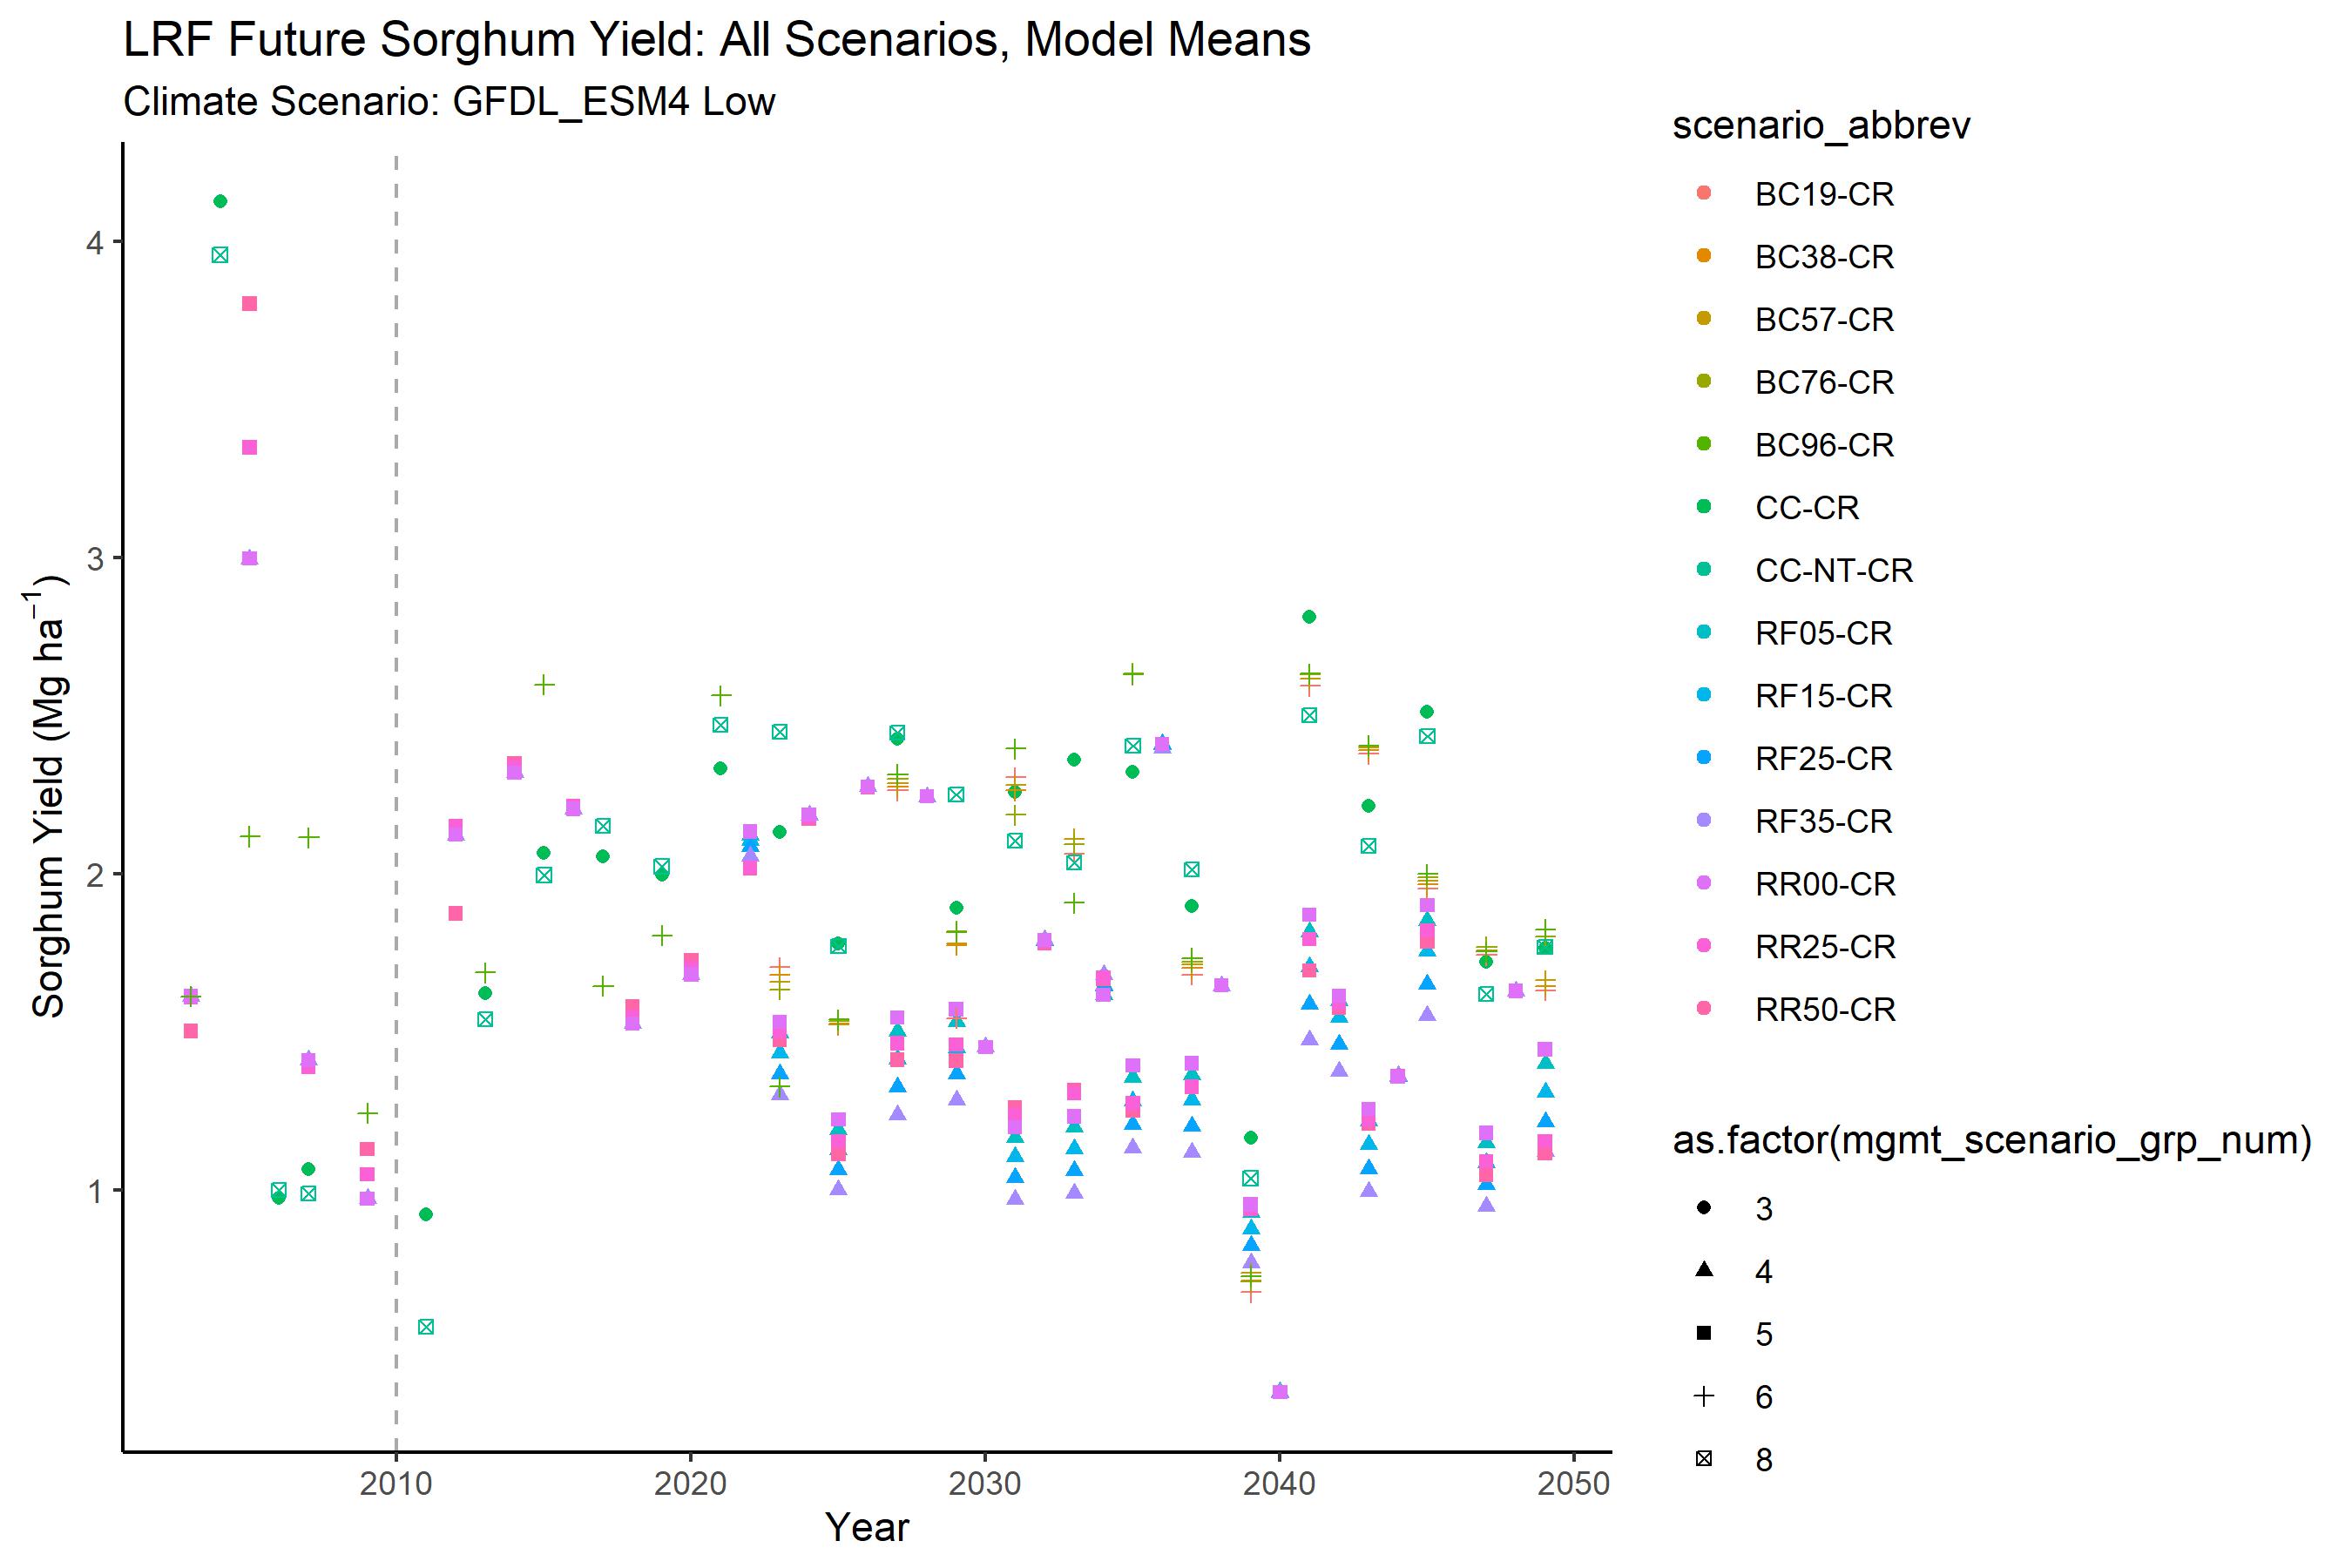 LRF Future Sorghum Yield: All Scenarios, Model Means
Climate Scenario: GFDL_ESM4 Low
Sorghum Yield (Mg ha⁻¹)
4
3
2
1
2010
2020
2030
2040
2050
Year
scenario_abbrev
BC19-CR
BC38-CR
BC57-CR
BC76-CR
BC96-CR
CC-CR
CC-NT-CR
RF05-CR
RF15-CR
RF25-CR
RF35-CR
RR00-CR
RR25-CR
RR50-CR
as.factor(mgmt_scenario_grp_num)
3
4
5
6
8